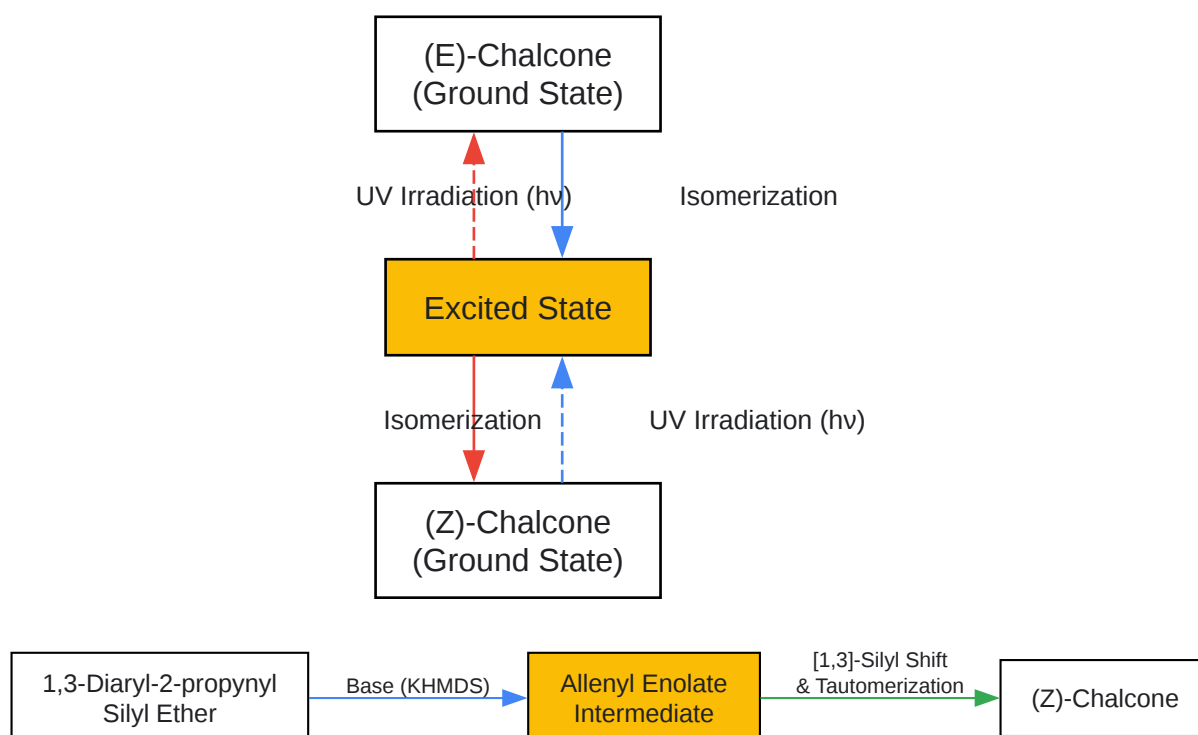 (E)-Chalcone
(Ground State)
UV Irradiation (hν)
Isomerization
Excited State
Isomerization
UV Irradiation (hν)
(Z)-Chalcone
(Ground State)
1,3-Diaryl-2-propynyl
Silyl Ether
Base (KHMDS)
Allenyl Enolate
Intermediate
[1,3]-Silyl Shift
& Tautomerization
(Z)-Chalcone